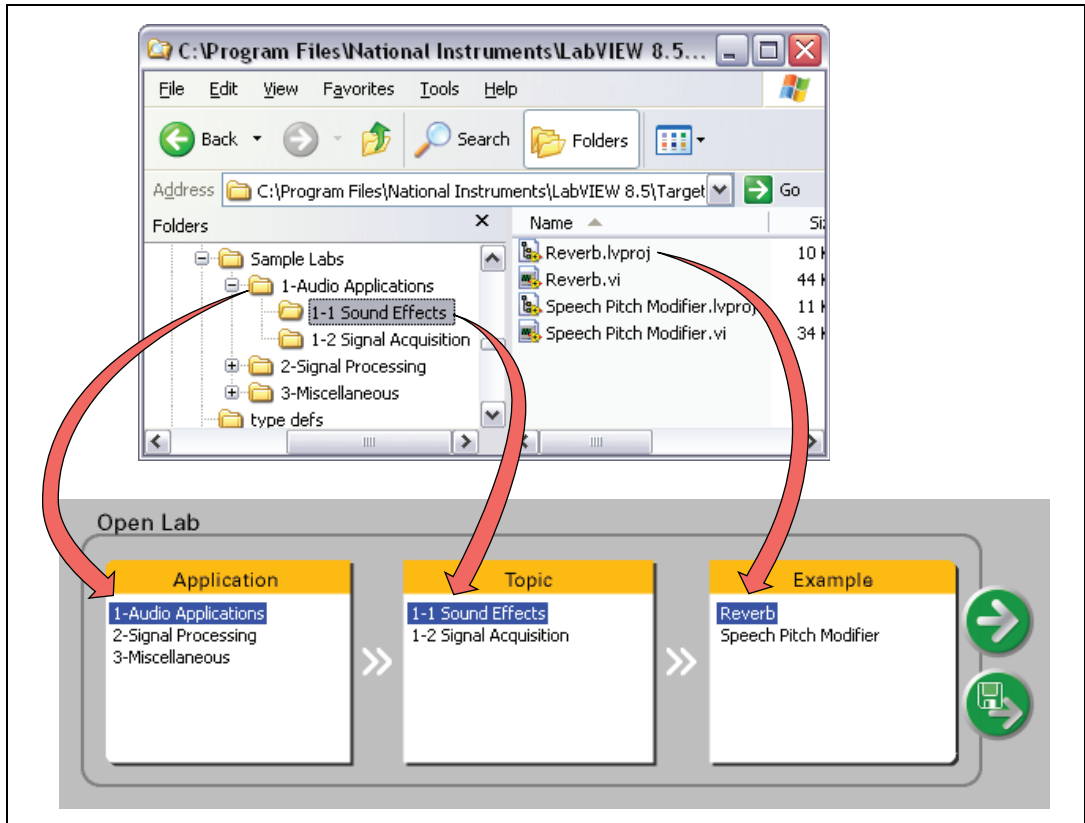 C:\Program Files\National Instruments\LabVIEW 8.5...
File Edit View Favorites Tools Help
Back Search Folders
Address C:\Program Files\National Instruments\LabVIEW 8.5\Target Go
Folders Name
Sample Labs
1-Audio Applications
1-1 Sound Effects
1-2 Signal Acquisition
2-Signal Processing
3-Miscellaneous
type defs
Reverb.lvproj 10
Reverb.vi 44
Speech Pitch Modifier.lvproj 11
Speech Pitch Modifier.vi 34
Open Lab
Application
1-Audio Applications
2-Signal Processing
3-Miscellaneous
Topic
1-1 Sound Effects
1-2 Signal Acquisition
Example
Reverb
Speech Pitch Modifier